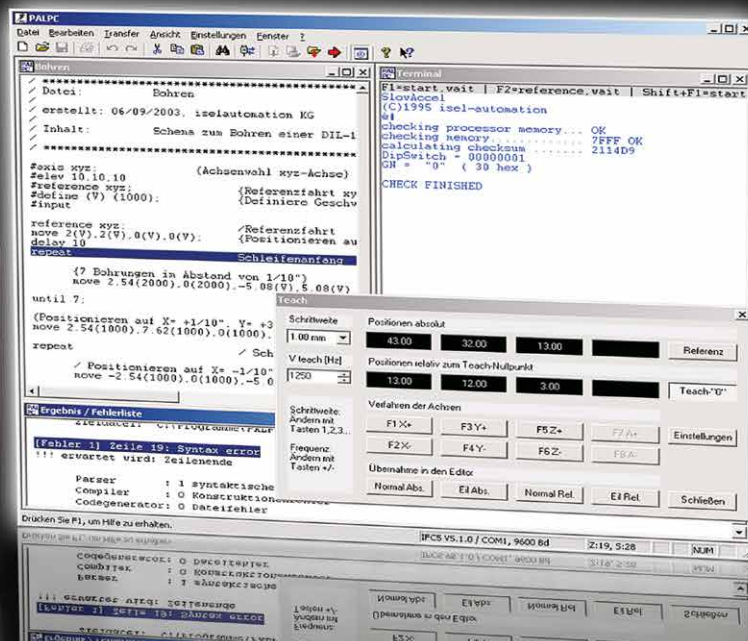 PALPC
Datei Bearbeiten Transfer Ansicht Einstellungen Fenster ?
Bohren
/ ****************************************
/ Datei: Bohren
/
/ erstellt: 06/09/2003, iselautomation KG
/
/ Inhalt: Schema zum Bohren einer DIL-1
/
/ ****************************************
#axis xyz; {Achsenwahl xyz-Achse}
#elev 10,10,10
#reference xyz; {Referenzfahrt xy
#define (V) (1000); {Definiere Geschw
#input
reference xyz; /Referenzfahrt
move 2(V),2(V),0(V),0(V); {Positionieren au
delay 10
repeat Schleifenanfang
{7 Bohrungen in Abstand von 1/10"}
move 2.54(2000),0(2000),-5.08(V),5.08(V)
until 7;
{Positionieren auf X= +1/10", Y= +3
move 2.54(1000),7.62(1000),0(1000),
repeat / Sch
/ Positionieren auf X= -1/10"
move -2.54(1000),0(1000),-5.0
Terminal
F1=start,wait | F2=reference,wait | Shift+F1=start
SlovAccel
(C)1995 isel-automation
checking processor memory... OK
checking memory............ 7FFF OK
calculating checksum ....... 2114D9
DipSwitch = 00000001
GN = "0" ( 30 hex )
CHECK FINISHED
Teach
Schrittweite
1.00 mm
V teach [Hz]
1250
Schrittweite:
Ändern mit
Tasten 1,2,3...
Frequenz:
Ändern mit
Tasten +/-
Positionen absolut
43.00 32.00 13.00
Referenz
Positionen relativ zum Teach-Nullpunkt
13.00 12.00 3.00
Teach-"0"
Verfahren der Achsen
F1 X+ F3 Y+ F5 Z+ F7 A+
Einstellungen
F2 X- F4 Y- F6 Z- F8 A-
Übernahme in den Editor
Normal Abs. Eil Abs. Normal Rel. Eil Rel.
Schließen
Ergebnis / Fehlerliste
[Fehler 1] Zeile 19: Syntax error
!!! erwartet wird: Zeilenende
Parser : 1 syntaktische
Compiler : 0 Konstruktionsfehler
Codegenerator: 0 Dateifehler
Drücken Sie F1, um Hilfe zu erhalten.
IFC5 V5.1.0 / COM1, 9600 Bd
Z:19, S:28
NUM